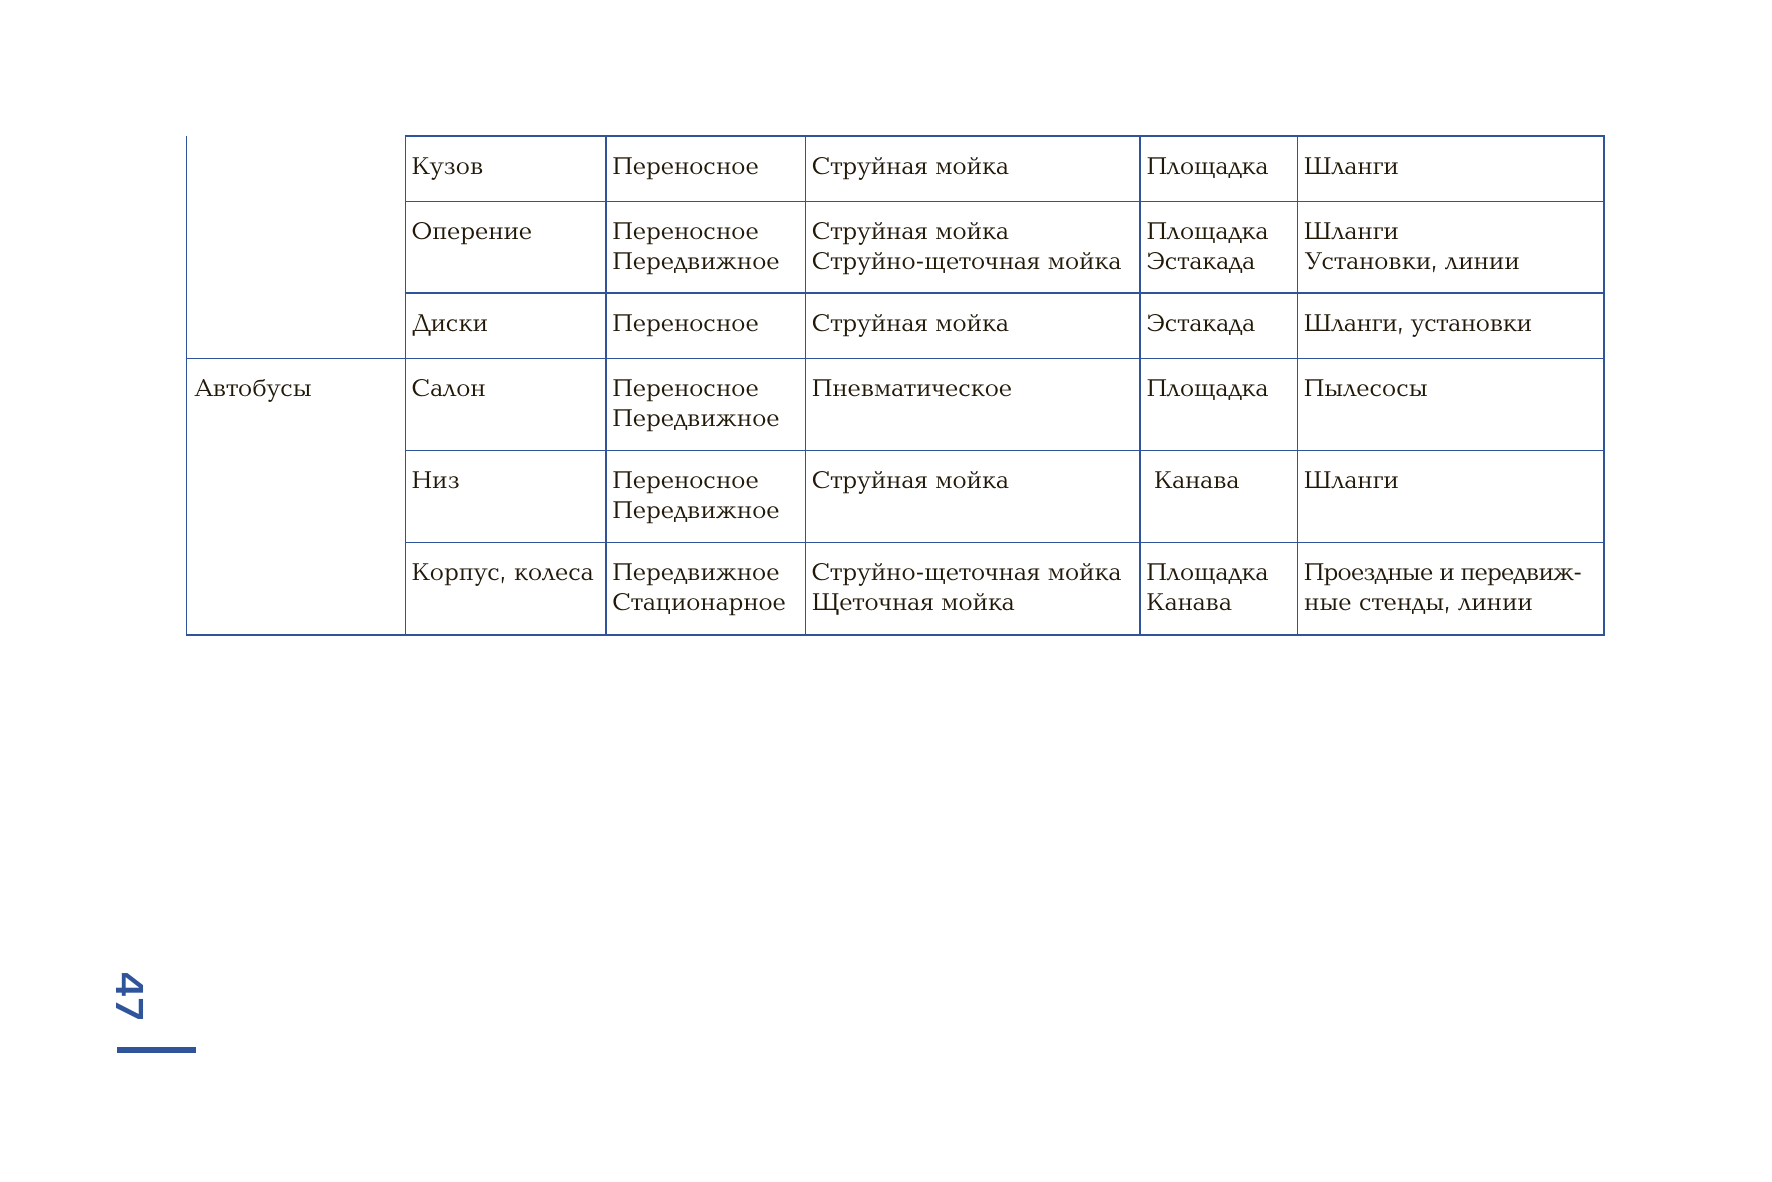 Кузов Переносное Струйная мойка Площадка Шланги
Оперение Переносное Струйная мойка Площадка Шланги
Передвижное Струйно-щеточная мойка Эстакада Установки, линии
Диски Переносное Струйная мойка Эстакада Шланги, установки
Автобусы Салон Переносное Пневматическое Площадка Пылесосы
Передвижное
Низ Переносное Струйная мойка Канава Шланги
Передвижное
Корпус, колеса Передвижное Струйно-щеточная мойка Площадка Проездные и передвиж-
Стационарное Щеточная мойка Канава ные стенды, линии
47